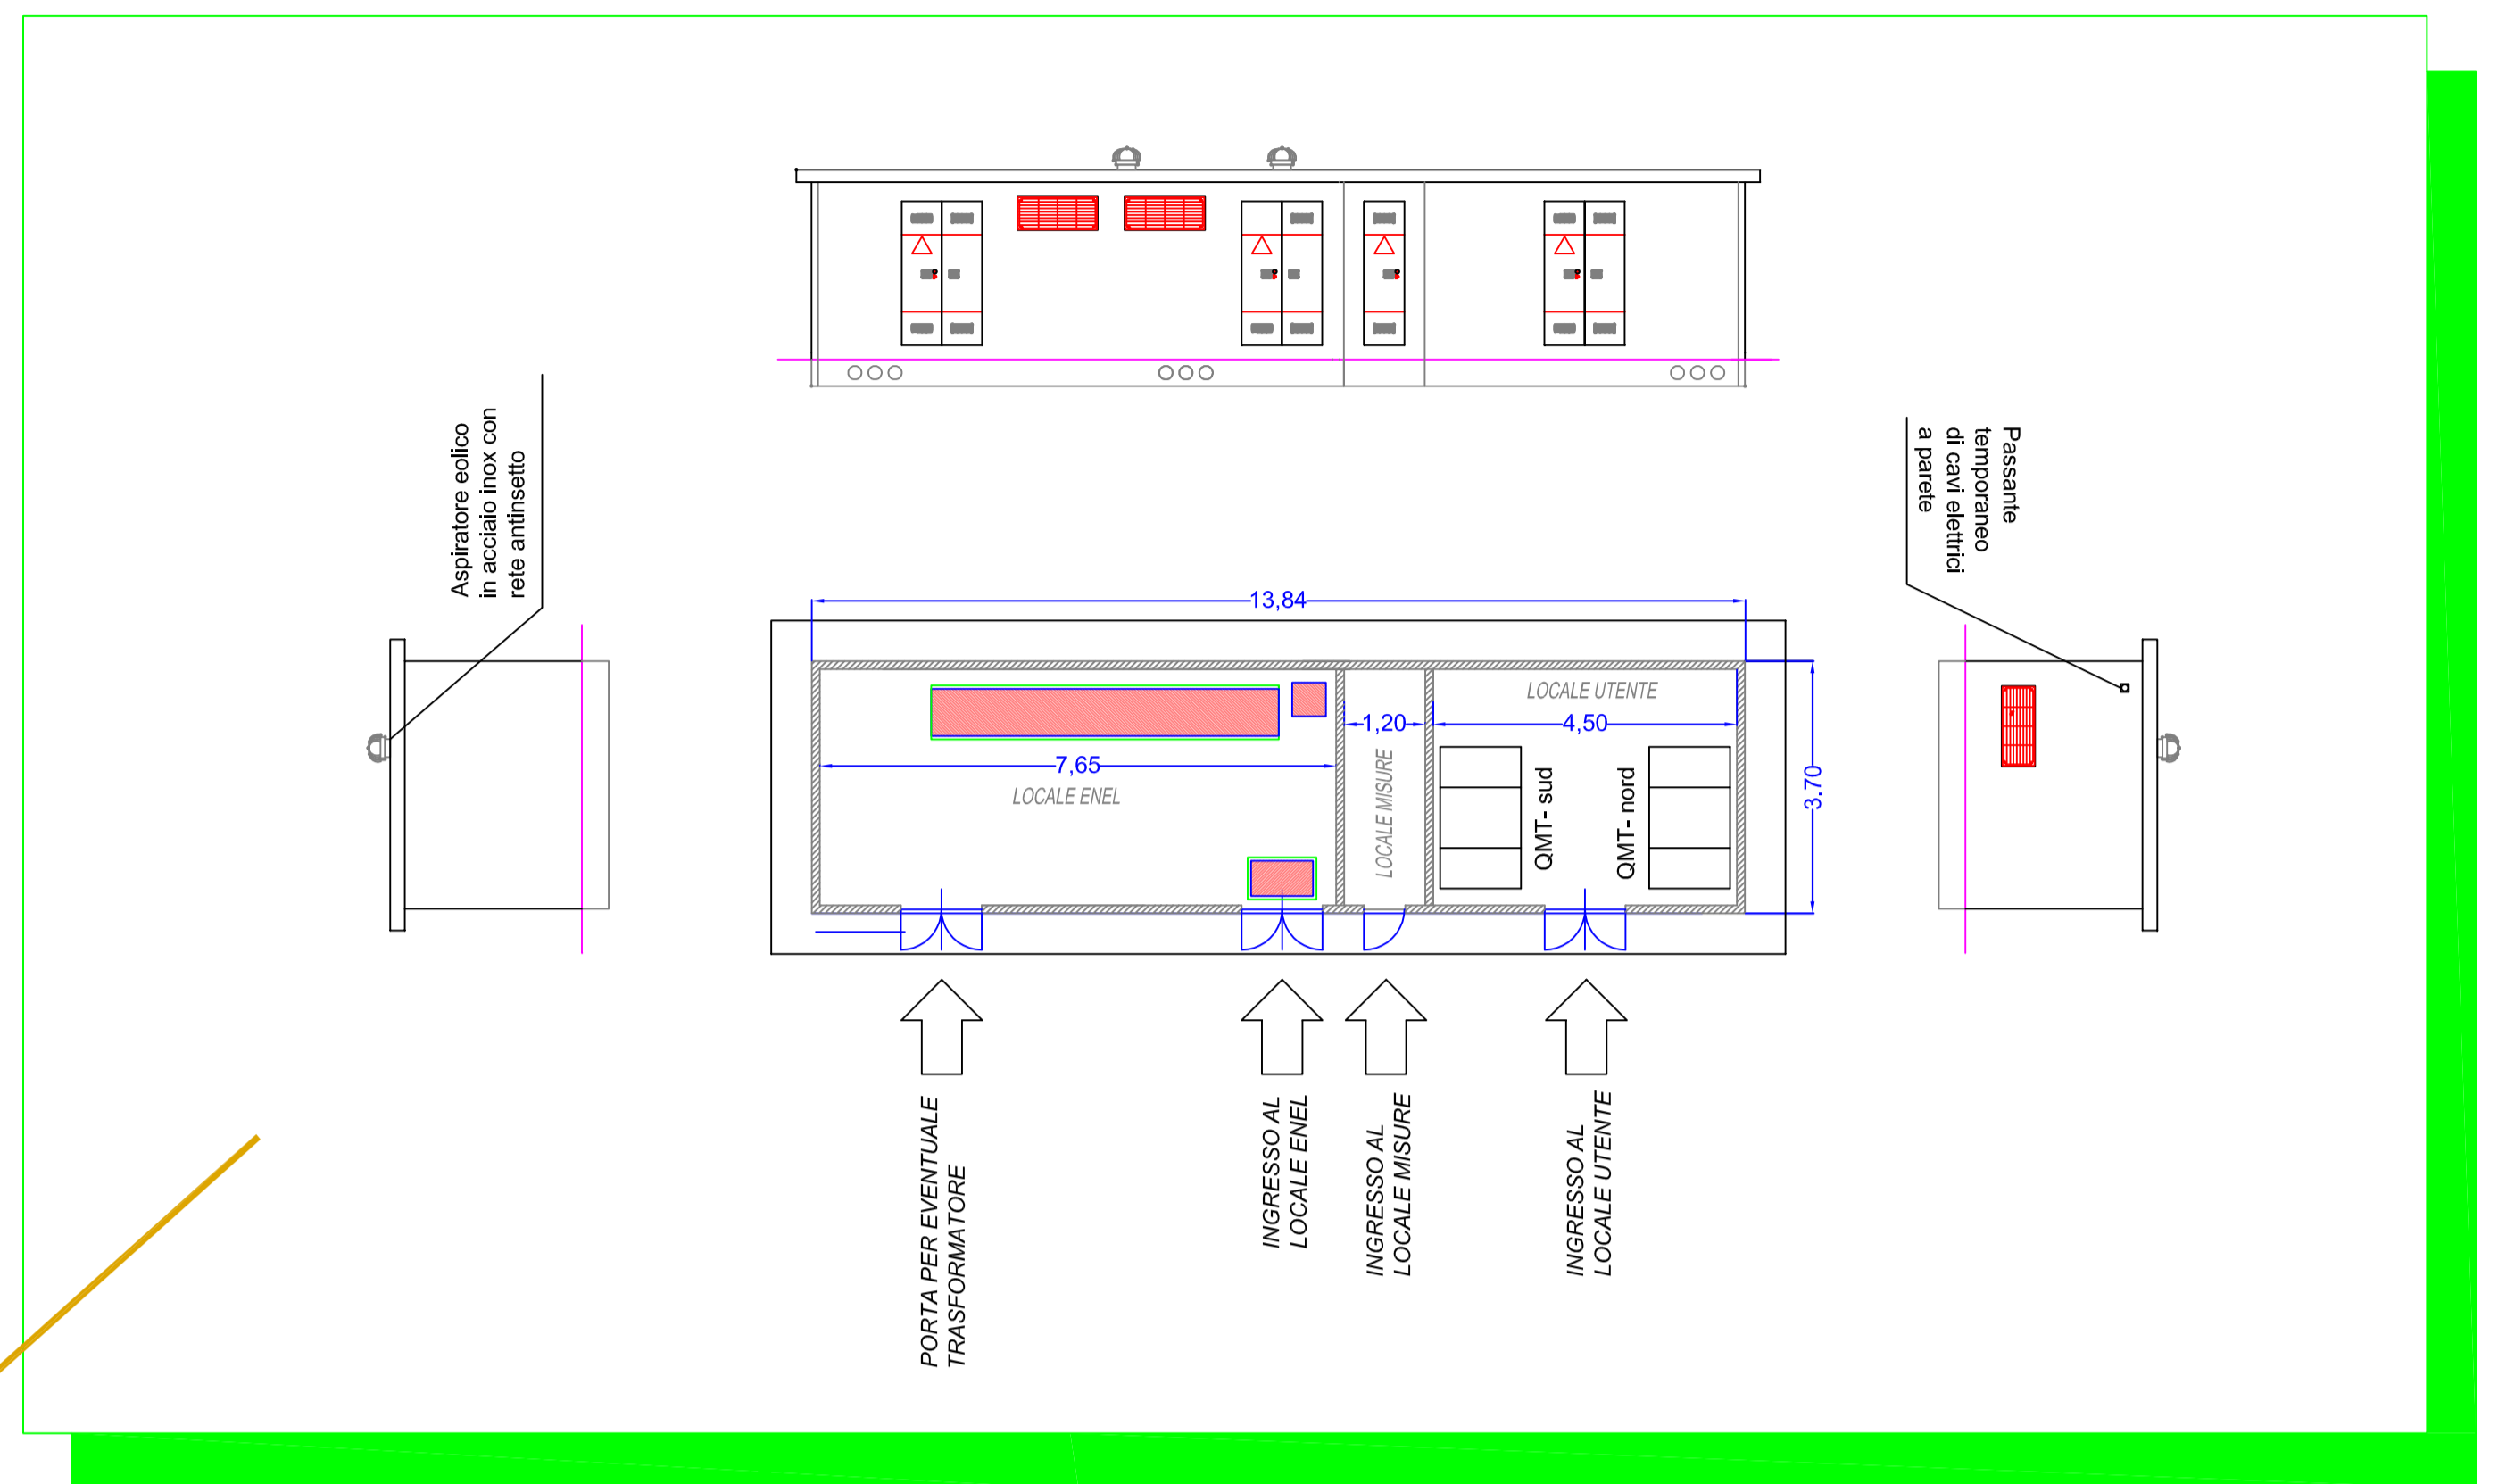 Aspiratore eolico
in acciaio inox con
rete antinsetto
Passante
temporaneo
di cavi elettrici
a parete
13,84
LOCALE UTENTE
1,20
4,50
7,65
LOCALE ENEL
LOCALE MISURE
QMT- sud
QMT- nord
3.70
PORTA PER EVENTUALE
TRASFORMATORE
INGRESSO AL
LOCALE ENEL
INGRESSO AL
LOCALE MISURE
INGRESSO AL
LOCALE UTENTE